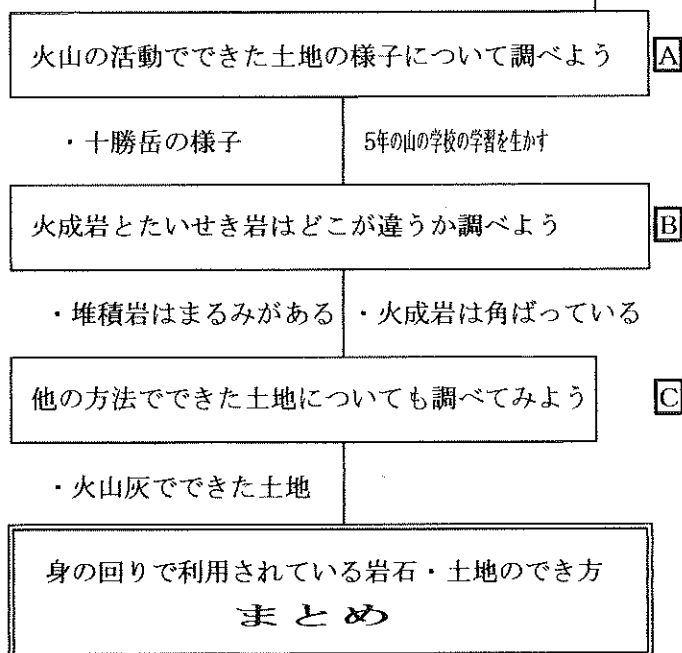 火山の活動でできた土地の様子について調べよう A
・十勝岳の様子 5年の山の学校の学習を生かす
火成岩とたいせき岩はどこが違うか調べよう B
・堆積岩はまるみがある ・火成岩は角ばっている
他の方法でできた土地についても調べてみよう C
・火山灰でできた土地
身の回りで利用されている岩石・土地のでき方
まとめ